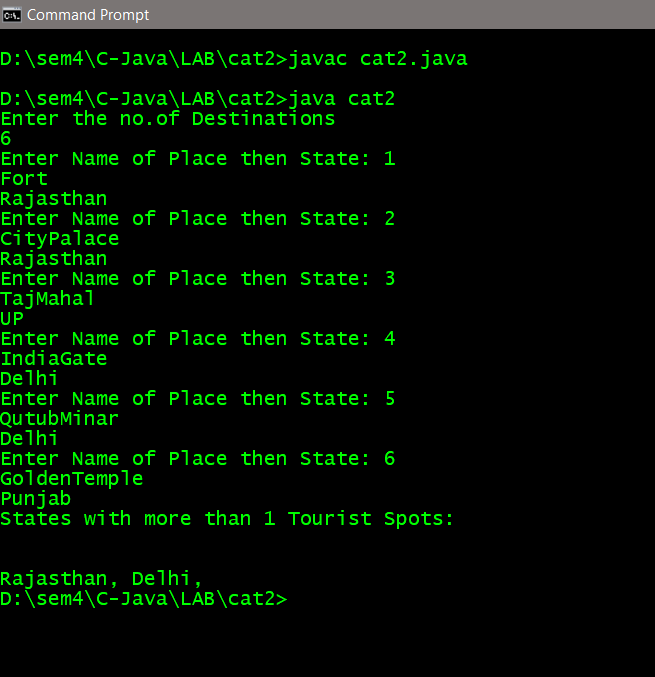 Command Prompt
D:\sem4\C-Java\LAB\cat2>javac cat2.java
D:\sem4\C-Java\LAB\cat2>java cat2
Enter the no.of Destinations
6
Enter Name of Place then State: 1
Fort
Rajasthan
Enter Name of Place then State: 2
CityPalace
Rajasthan
Enter Name of Place then State: 3
TajMahal
UP
Enter Name of Place then State: 4
IndiaGate
Delhi
Enter Name of Place then State: 5
QutubMinar
Delhi
Enter Name of Place then State: 6
GoldenTemple
Punjab
States with more than 1 Tourist Spots:
Rajasthan, Delhi,
D:\sem4\C-Java\LAB\cat2>